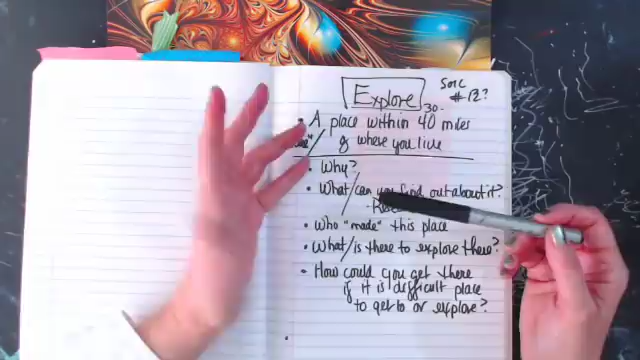 Explore
Sorc
#12?
30-
• A place within 40 miles
of where you live
• Why?
• What/can you find out about it?
• Who "made" this place
• What/is there to explore there?
• How could you get there
if it is difficult place
to get to or explore?